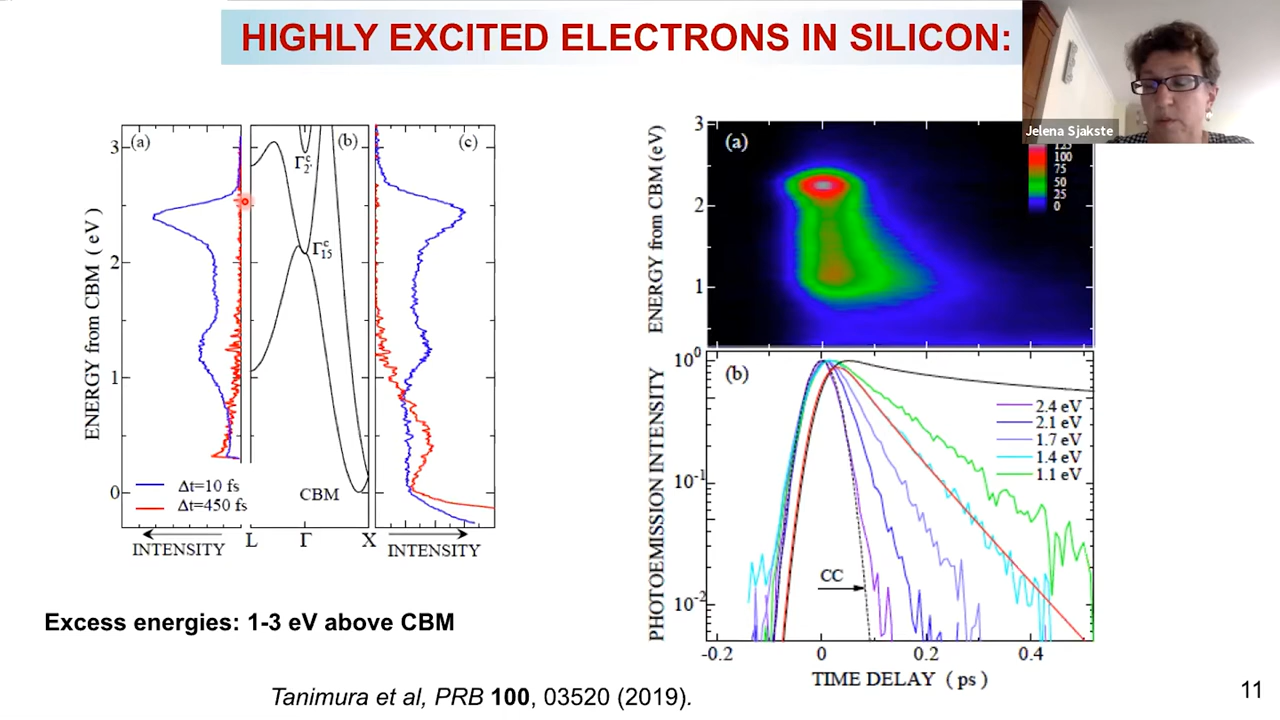 HIGHLY EXCITED ELECTRONS IN SILICON:
Jelena Sjakste
(a)
(b)
(c)
3
2
1
0
ENERGY from CBM ( eV )
Γ2'c
Γ15c
CBM
Δt=10 fs
Δt=450 fs
INTENSITY
L
Γ
X
INTENSITY
(a)
3
2
1
ENERGY from CBM (eV)
125
100
75
50
25
0
(b)
10^0
10^-1
10^-2
PHOTOEMISSION INTENSITY
2.4 eV
2.1 eV
1.7 eV
1.4 eV
1.1 eV
CC
-0.2
0
0.2
0.4
TIME DELAY ( ps )
Excess energies: 1-3 eV above CBM
Tanimura et al, PRB 100, 03520 (2019).
11